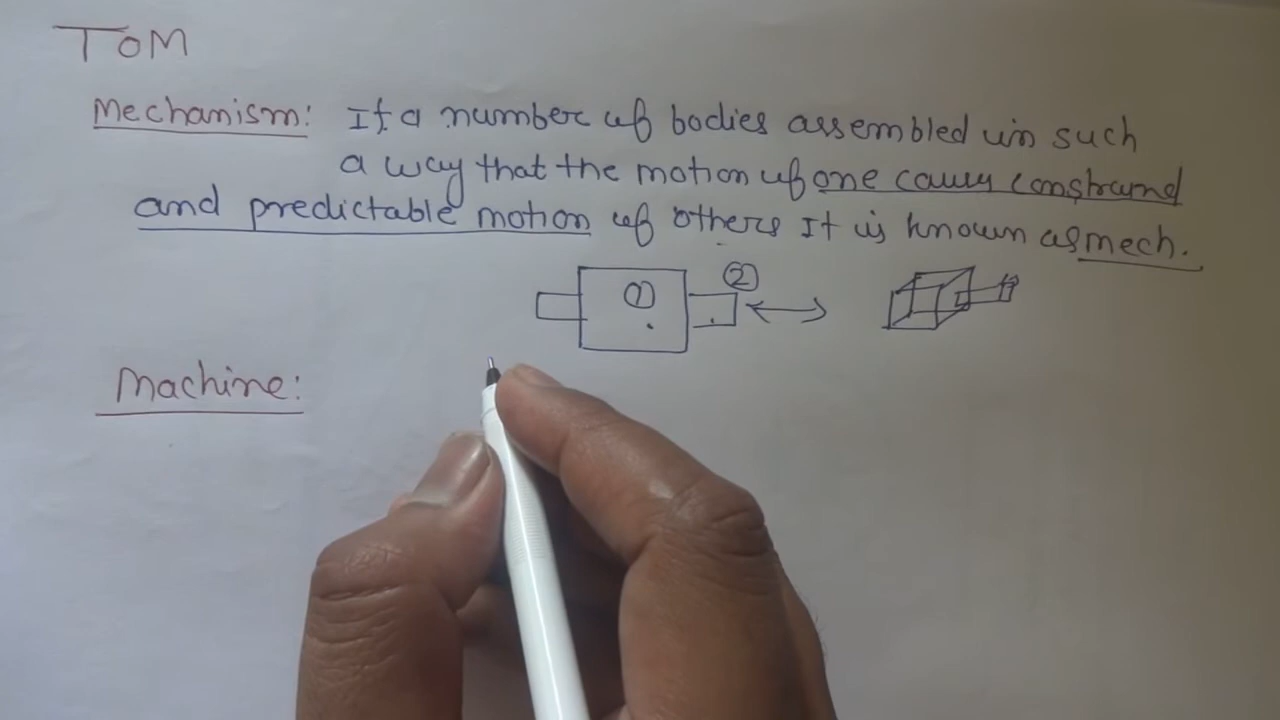 TOM
Mechanism: If a number of bodies assembled in such
a way that the motion of one causes constrained
and predictable motion of others It is known as mech.
① ②
Machine: